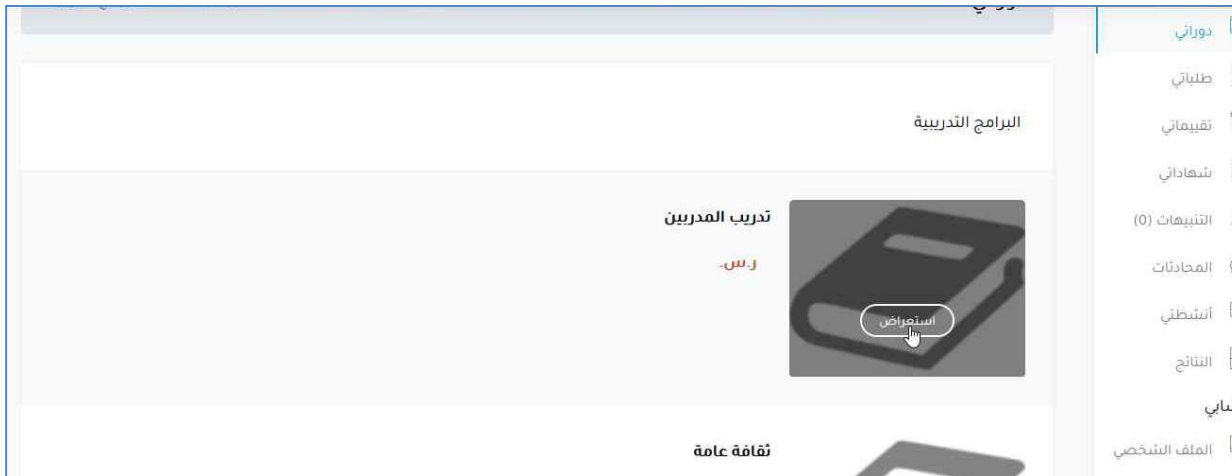 دوراتي
طلباتي
تقييماتي
شهاداتي
التنبيهات (0)
المحادثات
أنشطتي
النتائج
الملف الشخصي
البرامج التدريبية
تدريب المدربين
ر.س.
استعراض
ثقافة عامة